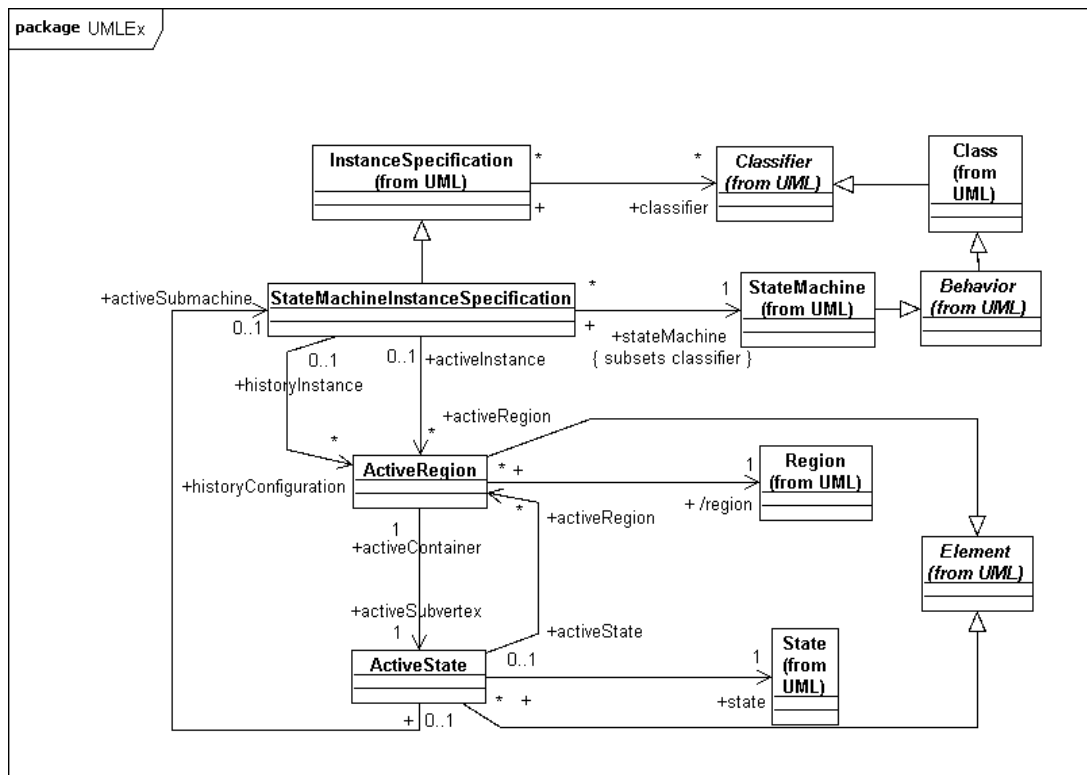 package UMLEx
InstanceSpecification
(from UML)
*
+
*
+classifier
Classifier
(from UML)
Class
(from
UML)
+activeSubmachine
0..1
StateMachineInstanceSpecification
*
+
1
+stateMachine
{ subsets classifier }
StateMachine
(from UML)
Behavior
(from UML)
0..1
+historyInstance
0..1
+activeInstance
*
+historyConfiguration
*
+activeRegion
ActiveRegion
* +
1
+ /region
Region
(from UML)
1
+activeContainer
*
+activeRegion
Element
(from UML)
+activeSubvertex
1
+activeState
0..1
ActiveState
* +
1
+state
State
(from
UML)
+ 0..1